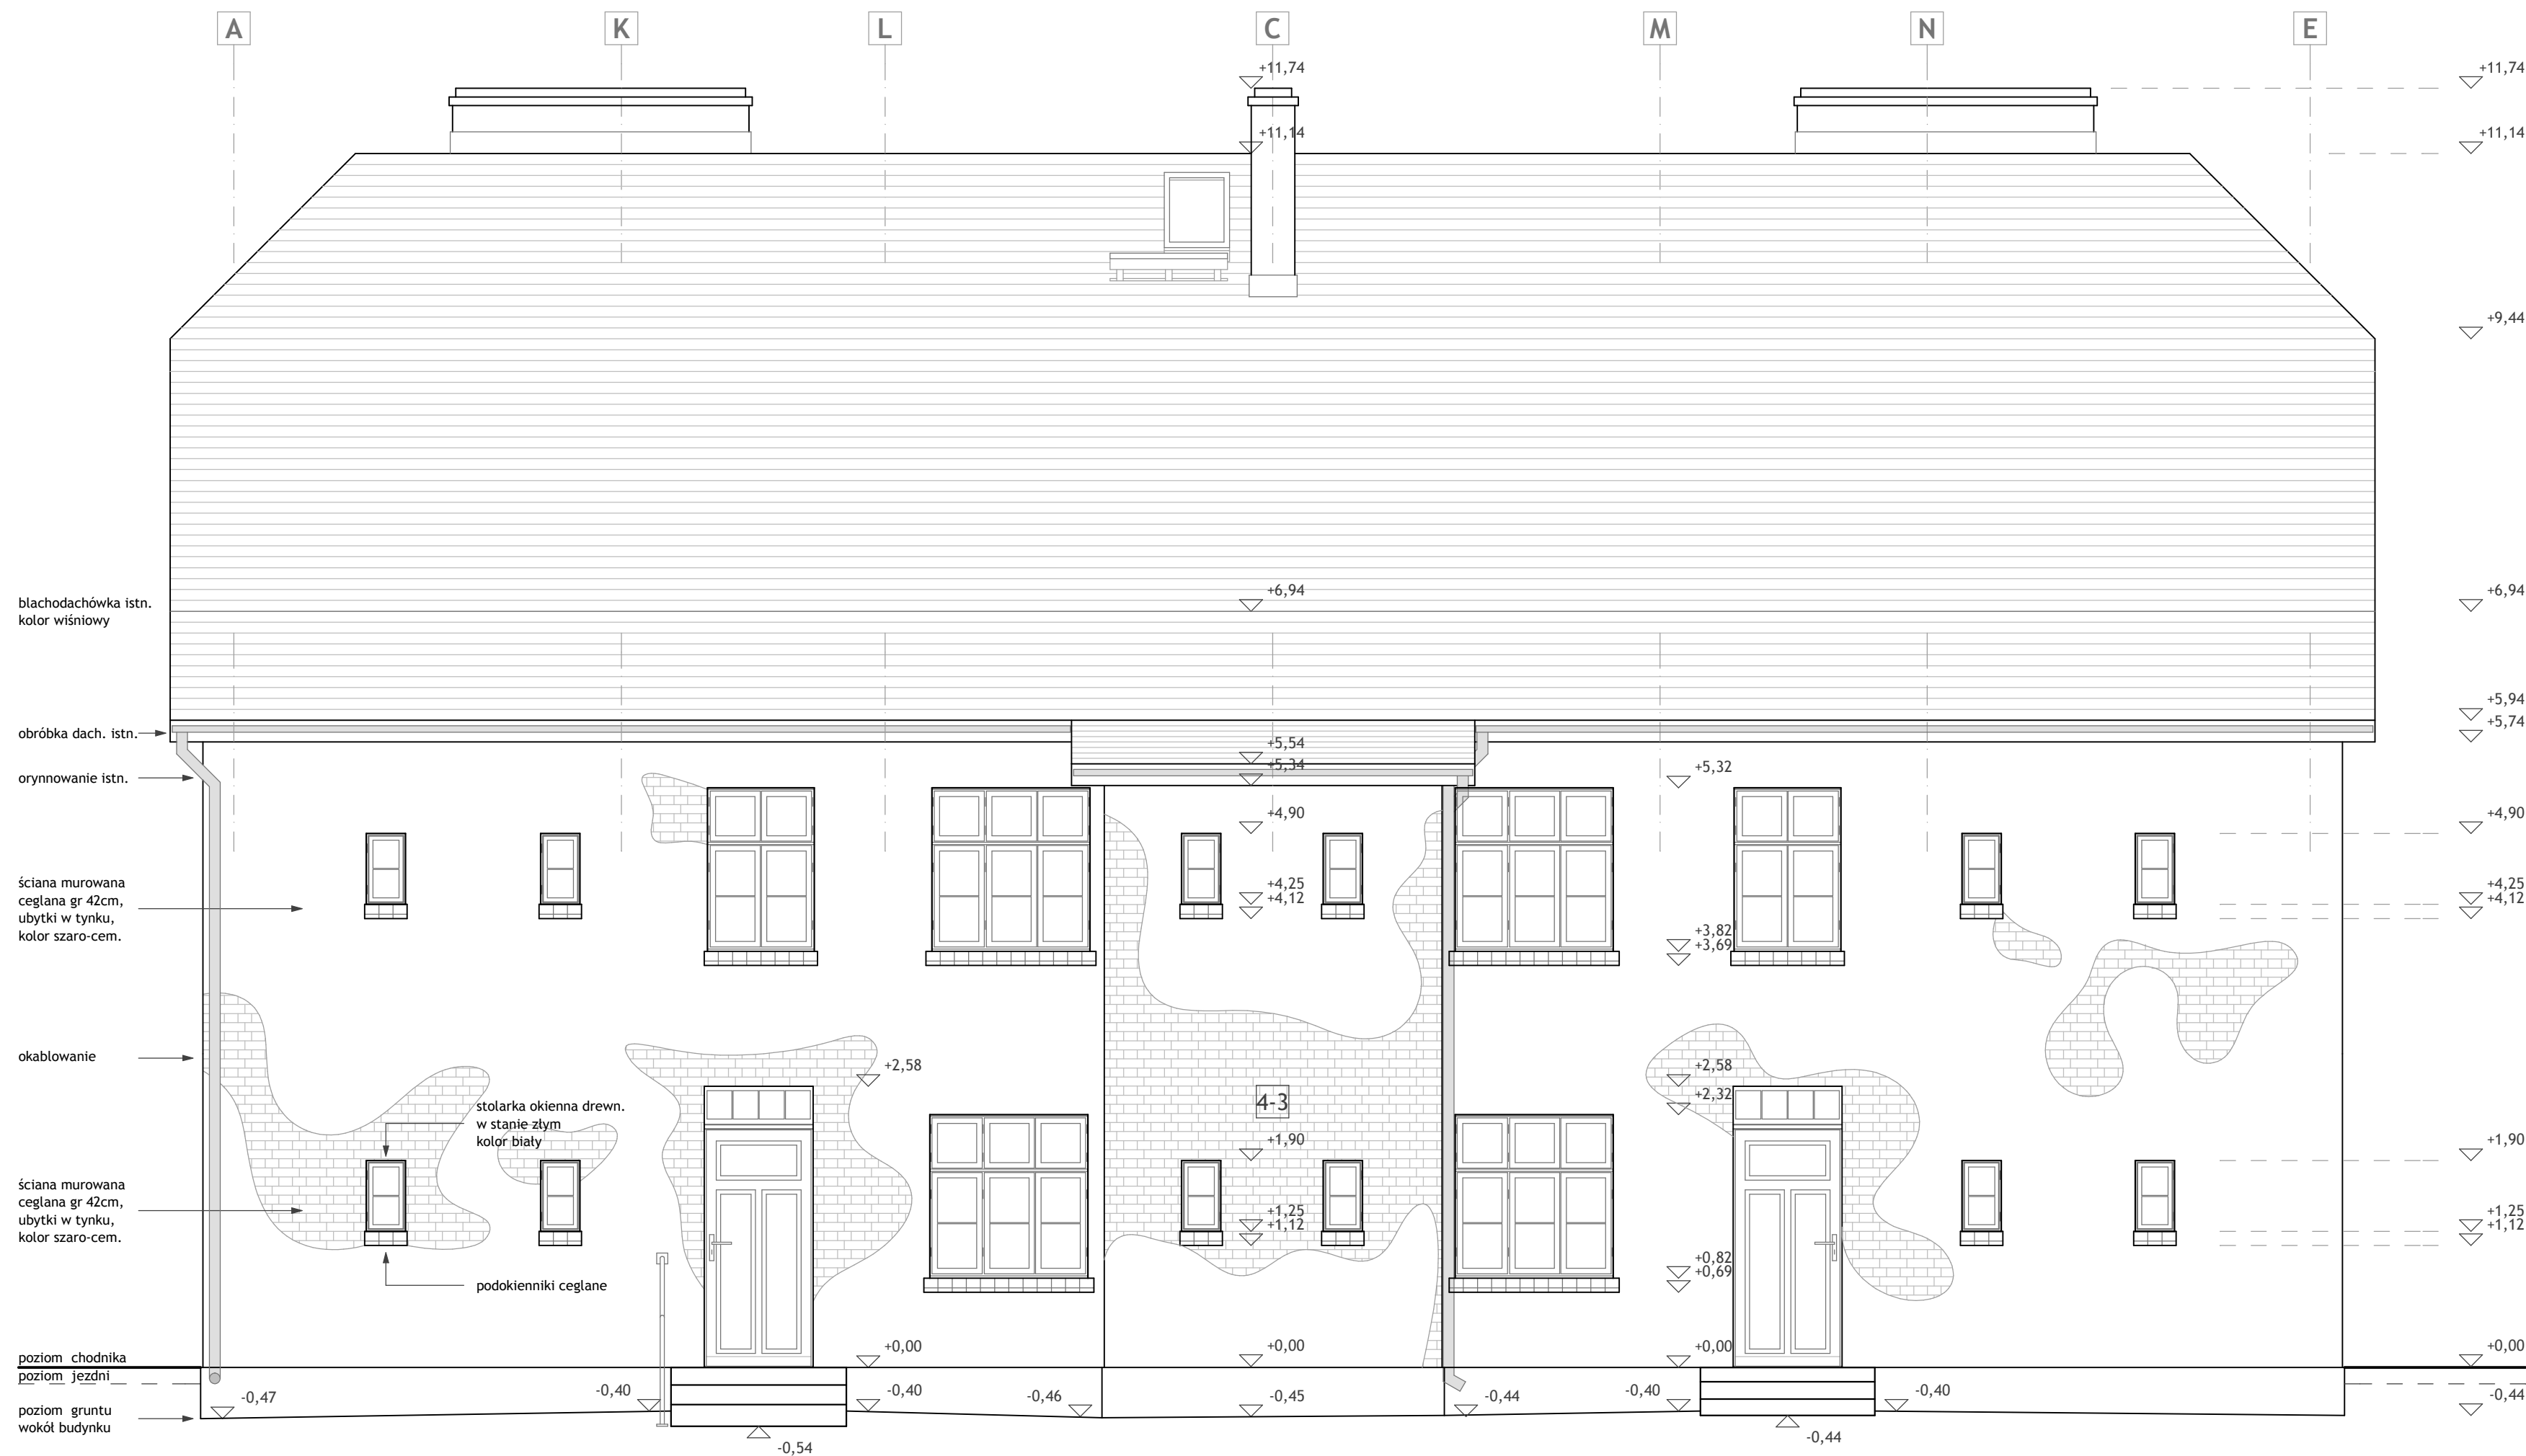 A K L C M N E
+11,74 +11,74
+11,14 +11,14
+9,44
blachodachówka istn.
kolor wiśniowy
+6,94 +6,94
+5,94
obróbka dach. istn.
+5,74
+5,54
orynnowanie istn.
+5,34 +5,32
+4,90 +4,90
ściana murowana
ceglana gr 42cm,
ubytki w tynku,
kolor szaro-cem.
+4,25 +4,25
+4,12 +4,12
+3,82
+3,69
okablowanie
+2,58 +2,58
+2,32
4-3
stolarka okienna drewn.
w stanie złym
kolor biały
+1,90 +1,90
ściana murowana
ceglana gr 42cm,
ubytki w tynku,
kolor szaro-cem.
+1,25 +1,25
+1,12 +1,12
+0,82
+0,69
podokienniki ceglane
+0,00 +0,00 +0,00 +0,00
poziom chodnika
poziom jezdni
-0,47 -0,40 -0,40 -0,46 -0,45 -0,44 -0,40 -0,40 -0,44
poziom gruntu
wokół budynku
-0,54 -0,44